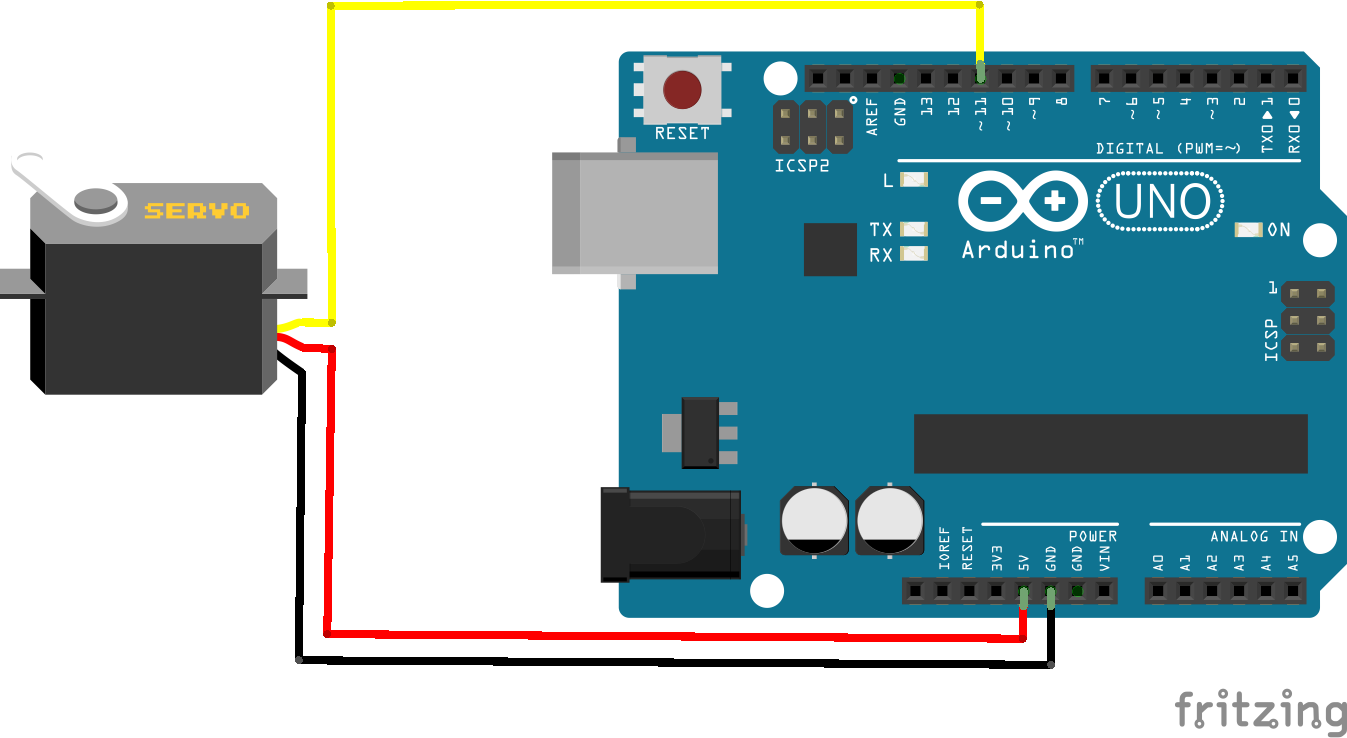 RESET
AREF
GND
13
12
~11
~10
~9
8
7
~6
~5
4
~3
2
TX0▶1
RX0◀0
DIGITAL (PWM=~)
ICSP2
L
TX
RX
- +
UNO
Arduino™
ON
SERVO
1
ICSP
POWER
ANALOG IN
IOREF
RESET
3V3
5V
GND
GND
VIN
A0
A1
A2
A3
A4
A5
fritzing